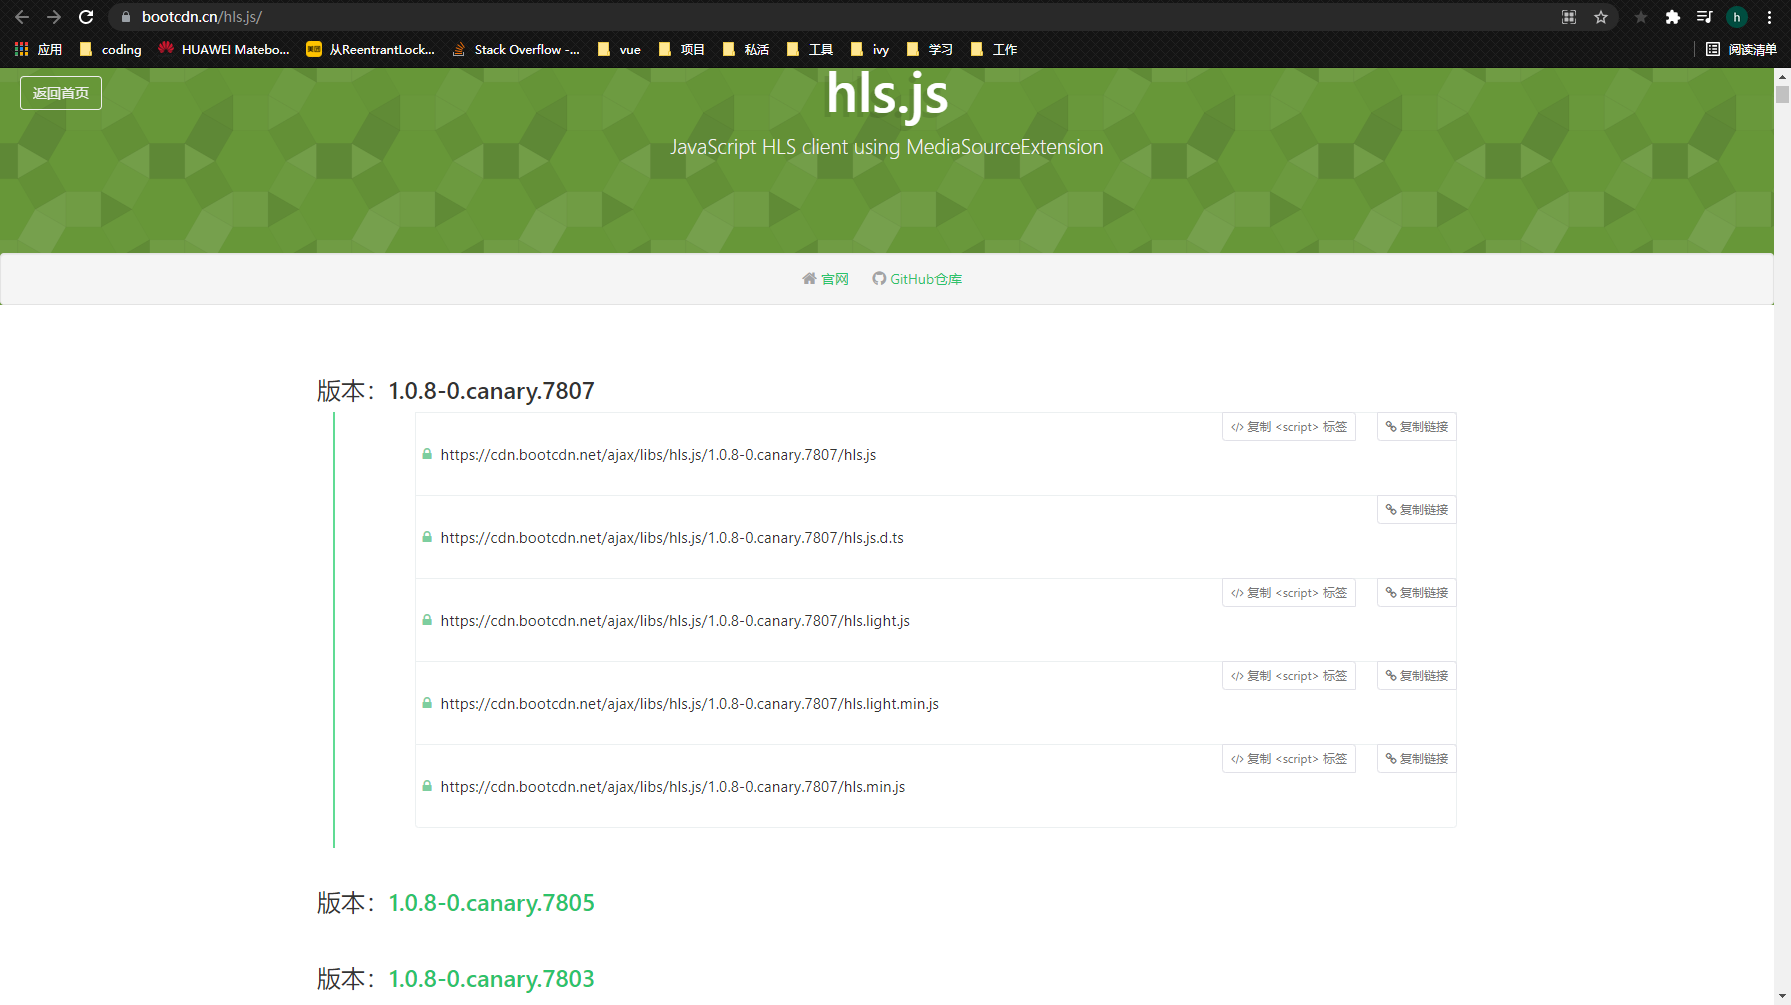 bootcdn.cn/hls.js/
h
应用 coding HUAWEI Matebo... 美团 从ReentrantLock... Stack Overflow -... vue 项目 私活 工具 ivy 学习 工作 阅读清单
返回首页
hls.js
JavaScript HLS client using MediaSourceExtension
官网 GitHub仓库
版本：1.0.8-0.canary.7807
</> 复制 <script> 标签 复制链接
https://cdn.bootcdn.net/ajax/libs/hls.js/1.0.8-0.canary.7807/hls.js
复制链接
https://cdn.bootcdn.net/ajax/libs/hls.js/1.0.8-0.canary.7807/hls.js.d.ts
</> 复制 <script> 标签 复制链接
https://cdn.bootcdn.net/ajax/libs/hls.js/1.0.8-0.canary.7807/hls.light.js
</> 复制 <script> 标签 复制链接
https://cdn.bootcdn.net/ajax/libs/hls.js/1.0.8-0.canary.7807/hls.light.min.js
</> 复制 <script> 标签 复制链接
https://cdn.bootcdn.net/ajax/libs/hls.js/1.0.8-0.canary.7807/hls.min.js
版本：1.0.8-0.canary.7805
版本：1.0.8-0.canary.7803